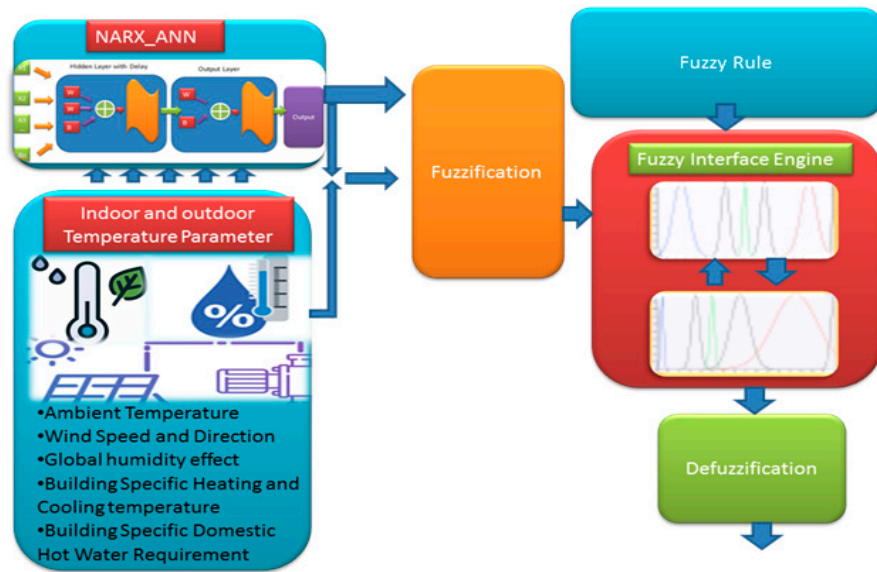 NARX_ANN
Hidden Layer with Delay
Output Layer
W
W
B
W
B
Output
Indoor and outdoor
Temperature Parameter
%
•Ambient Temperature
•Wind Speed and Direction
•Global humidity effect
•Building Specific Heating and
Cooling temperature
•Building Specific Domestic
Hot Water Requirement
Fuzzification
Fuzzy Rule
Fuzzy Interface Engine
Defuzzification